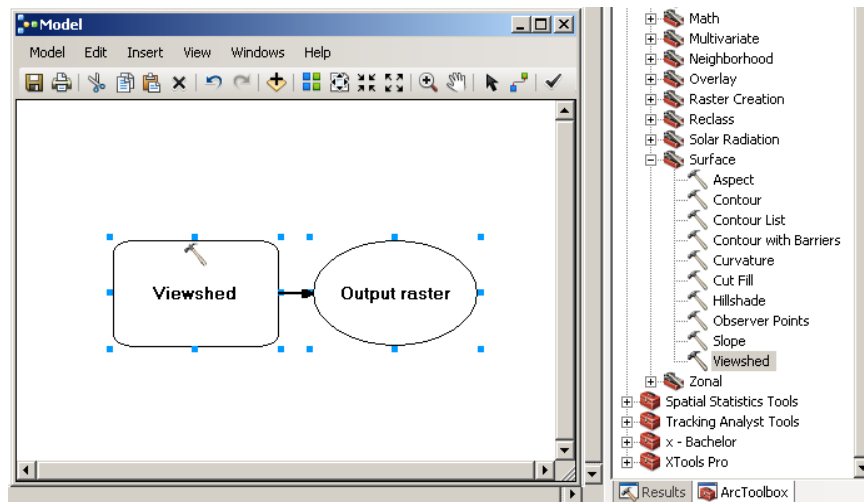 Model
Model Edit Insert View Windows Help
Viewshed
Output raster
Math
Multivariate
Neighborhood
Overlay
Raster Creation
Reclass
Solar Radiation
Surface
Aspect
Contour
Contour List
Contour with Barriers
Curvature
Cut Fill
Hillshade
Observer Points
Slope
Viewshed
Zonal
Spatial Statistics Tools
Tracking Analyst Tools
x - Bachelor
XTools Pro
Results ArcToolbox